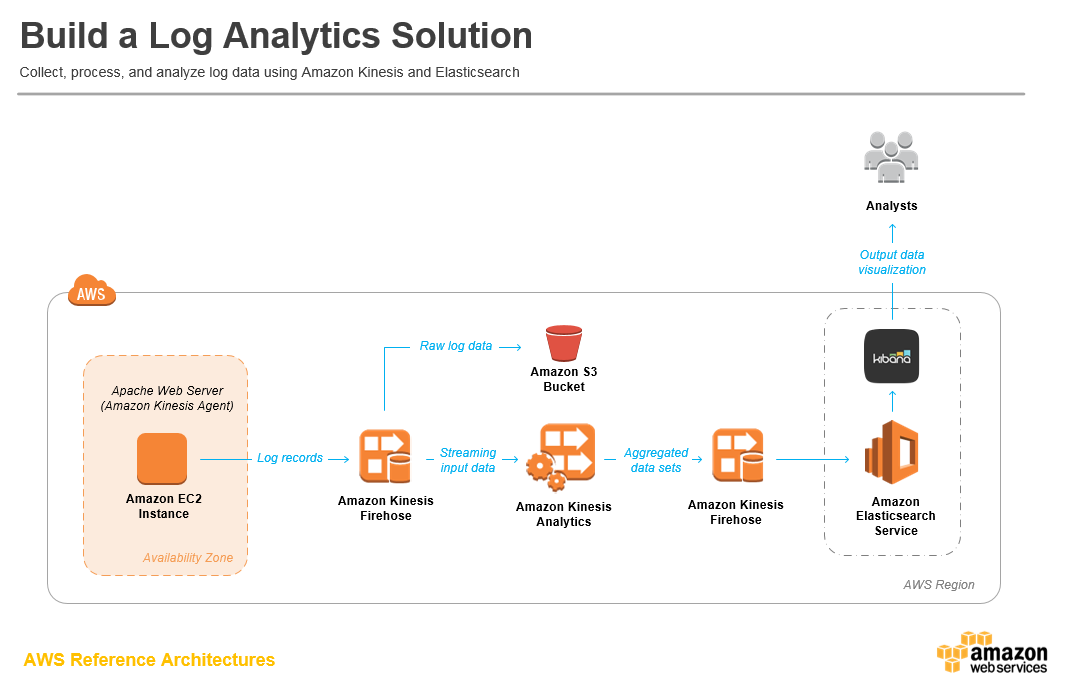 Build a Log Analytics Solution
Collect, process, and analyze log data using Amazon Kinesis and Elasticsearch
Analysts
Output data
visualization
AWS
kibana
Raw log data
Amazon S3
Bucket
Apache Web Server
(Amazon Kinesis Agent)
Log records
Streaming
input data
Aggregated
data sets
Amazon EC2
Instance
Amazon Kinesis
Firehose
Amazon Kinesis
Analytics
Amazon Kinesis
Firehose
Amazon
Elasticsearch
Service
Availability Zone
AWS Region
AWS Reference Architectures
amazon
web services